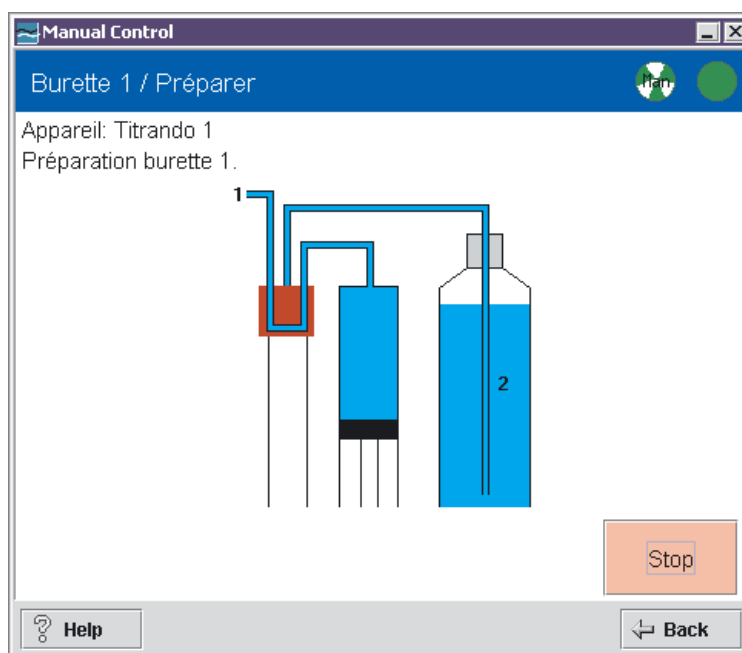 Manual Control
Burette 1 / Préparer
Man
Appareil: Titrando 1
Préparation burette 1.
1
2
Stop
? Help
Back